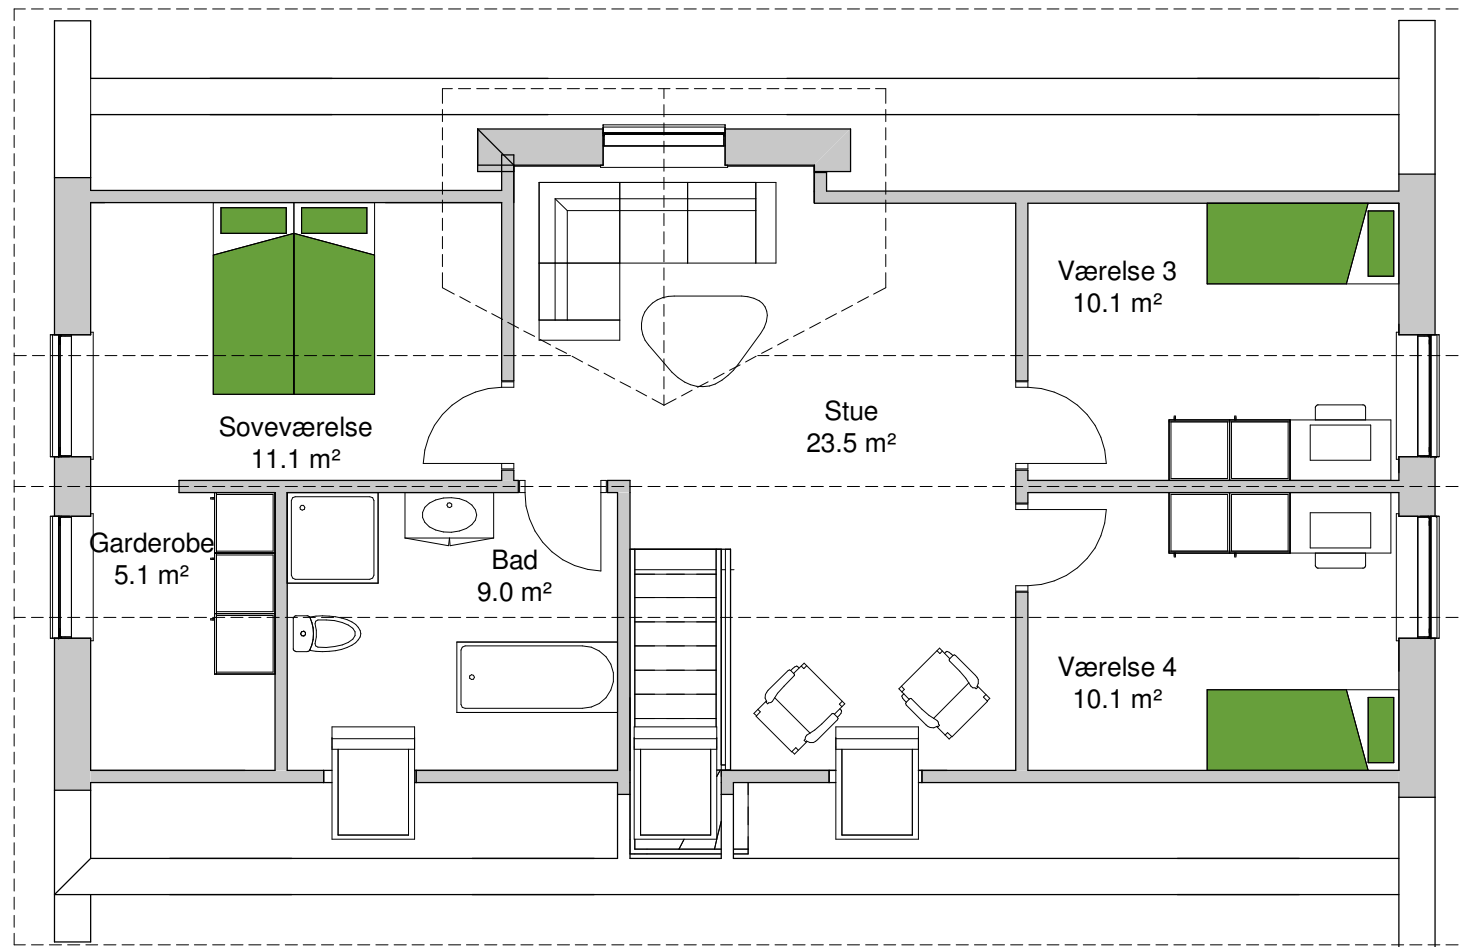 Værelse 3
10.1 m²
Stue
23.5 m²
Soveværelse
11.1 m²
Garderobe
5.1 m²
Bad
9.0 m²
Værelse 4
10.1 m²